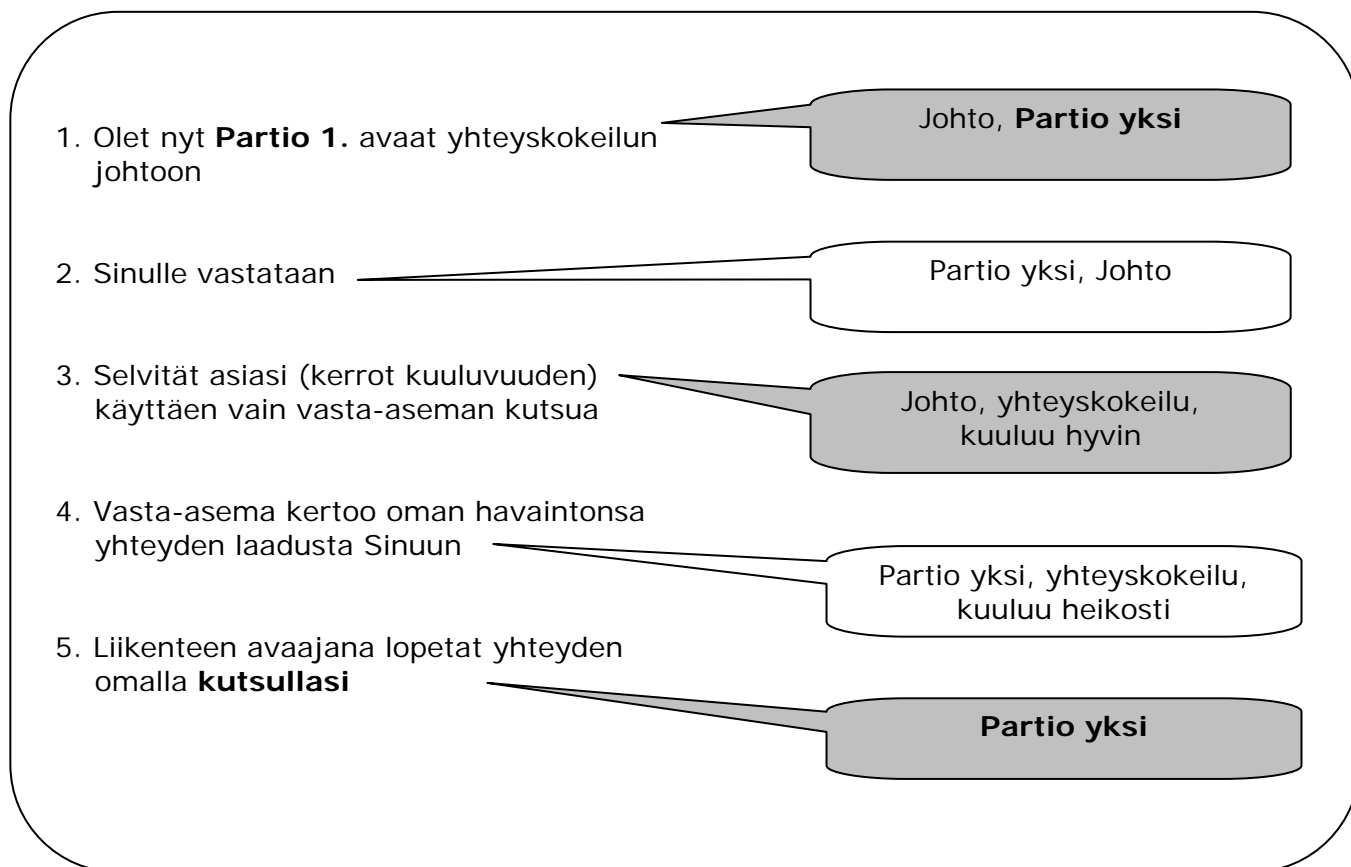 1. Olet nyt Partio 1. avaat yhteyskokeilun
johtoon
Johto, Partio yksi
2. Sinulle vastataan
Partio yksi, Johto
3. Selvität asiasi (kerrot kuuluvuuden)
käyttäen vain vasta-aseman kutsua
Johto, yhteyskokeilu,
kuuluu hyvin
4. Vasta-asema kertoo oman havaintonsa
yhteyden laadusta Sinuun
Partio yksi, yhteyskokeilu,
kuuluu heikosti
5. Liikenteen avaajana lopetat yhteyden
omalla kutsullasi
Partio yksi